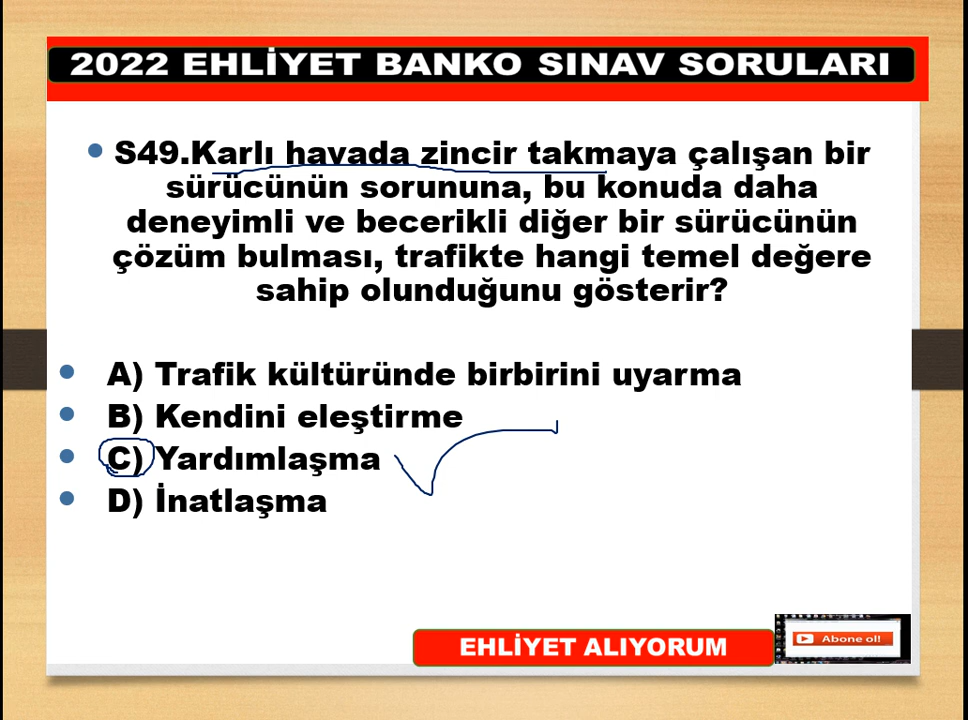 2022 EHLİYET BANKO SINAV SORULARI
• S49.Karlı havada zincir takmaya çalışan bir
sürücünün sorununa, bu konuda daha
deneyimli ve becerikli diğer bir sürücünün
çözüm bulması, trafikte hangi temel değere
sahip olunduğunu gösterir?
• A) Trafik kültüründe birbirini uyarma
• B) Kendini eleştirme
• C) Yardımlaşma
• D) İnatlaşma
EHLİYET ALIYORUM
Abone ol!